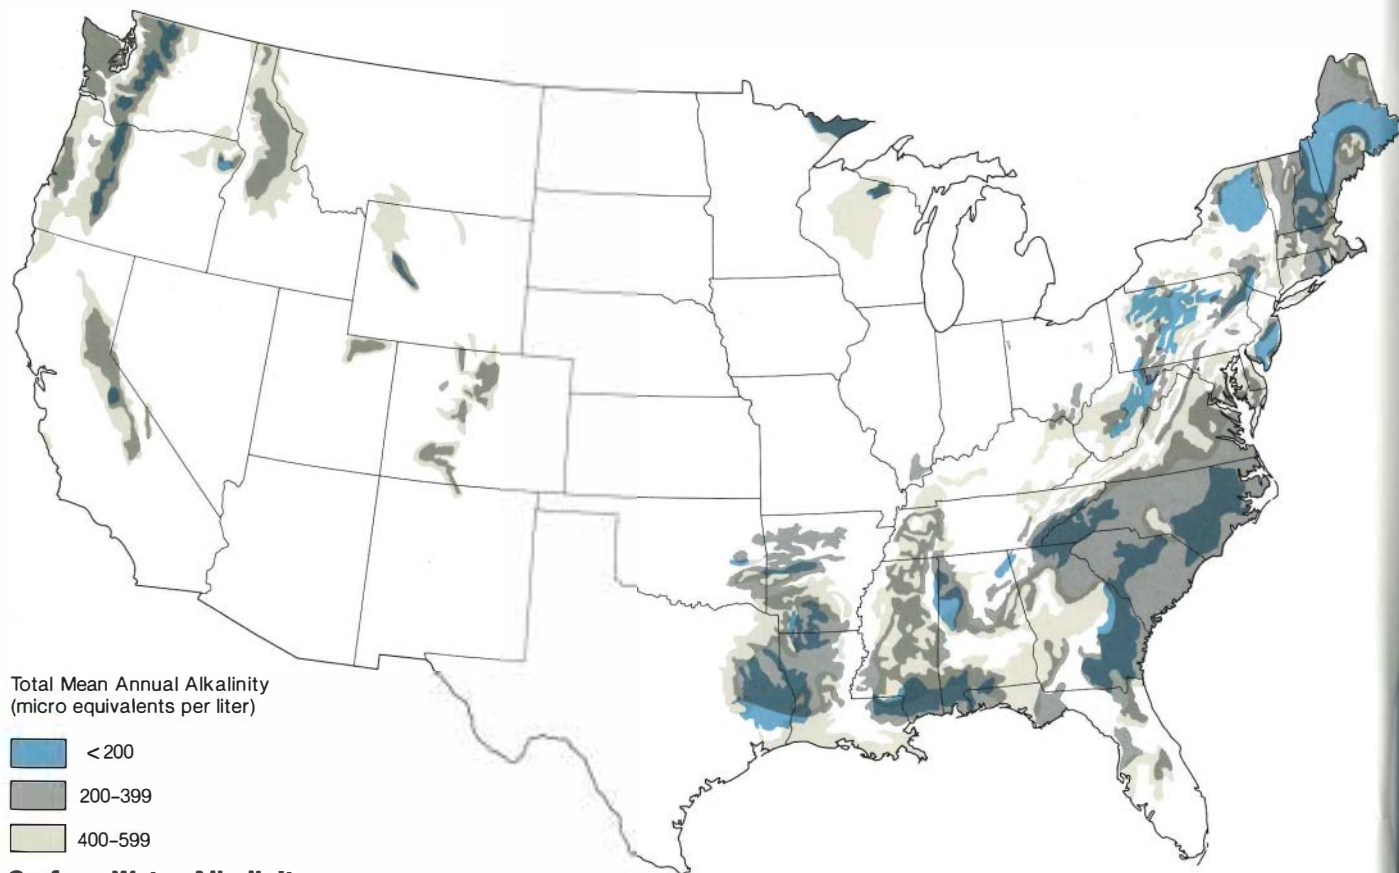 Total Mean Annual Alkalinity
(micro equivalents per liter)
< 200
200–399
400–599